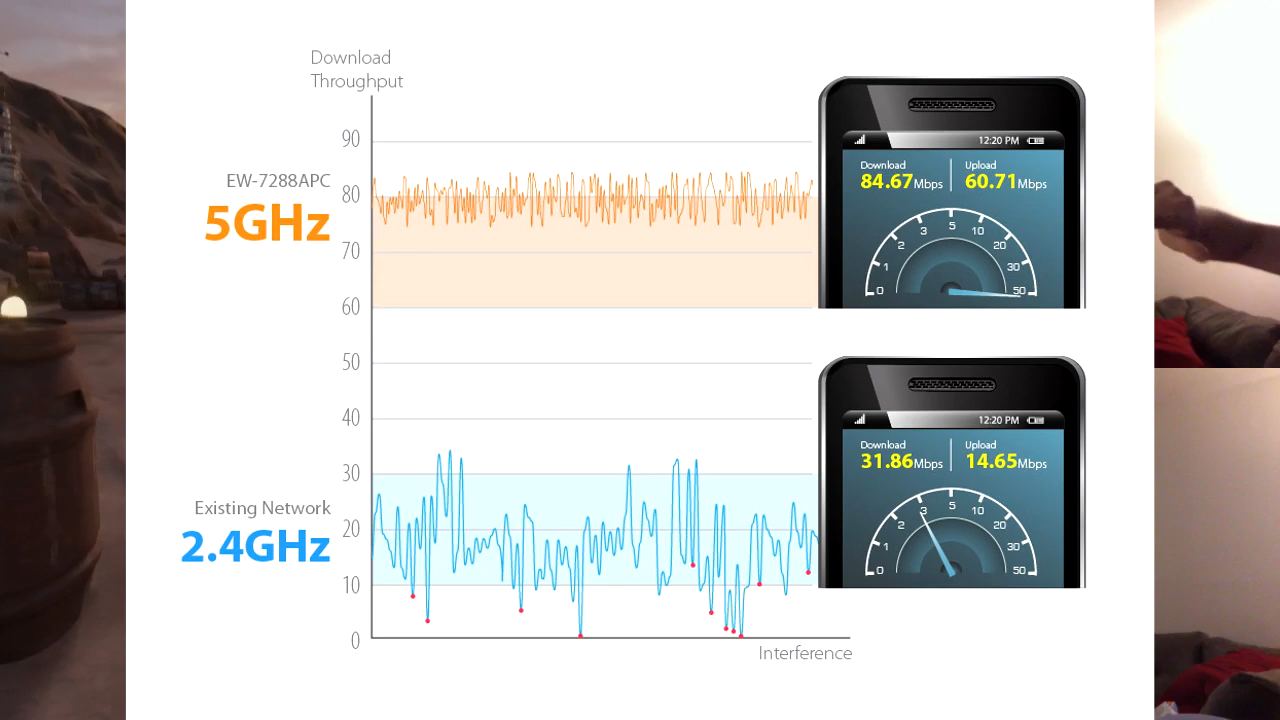 Download
Throughput
90
80
70
60
50
40
30
20
10
0
EW-7288APC
5GHz
Existing Network
2.4GHz
Interference
12:20 PM
Download Upload
84.67Mbps 60.71Mbps
0 1 2 3 5 10 20 30 50
12:20 PM
Download Upload
31.86Mbps 14.65Mbps
0 1 2 3 5 10 20 30 50